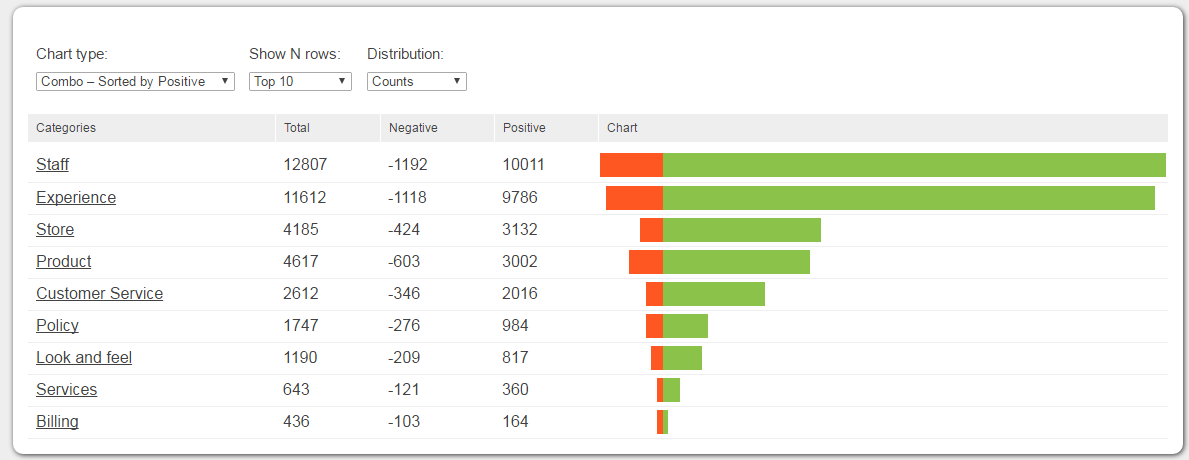 Chart type: Show N rows: Distribution:
Combo – Sorted by Positive Top 10 Counts
Categories Total Negative Positive Chart
Staff 12807 -1192 10011
Experience 11612 -1118 9786
Store 4185 -424 3132
Product 4617 -603 3002
Customer Service 2612 -346 2016
Policy 1747 -276 984
Look and feel 1190 -209 817
Services 643 -121 360
Billing 436 -103 164